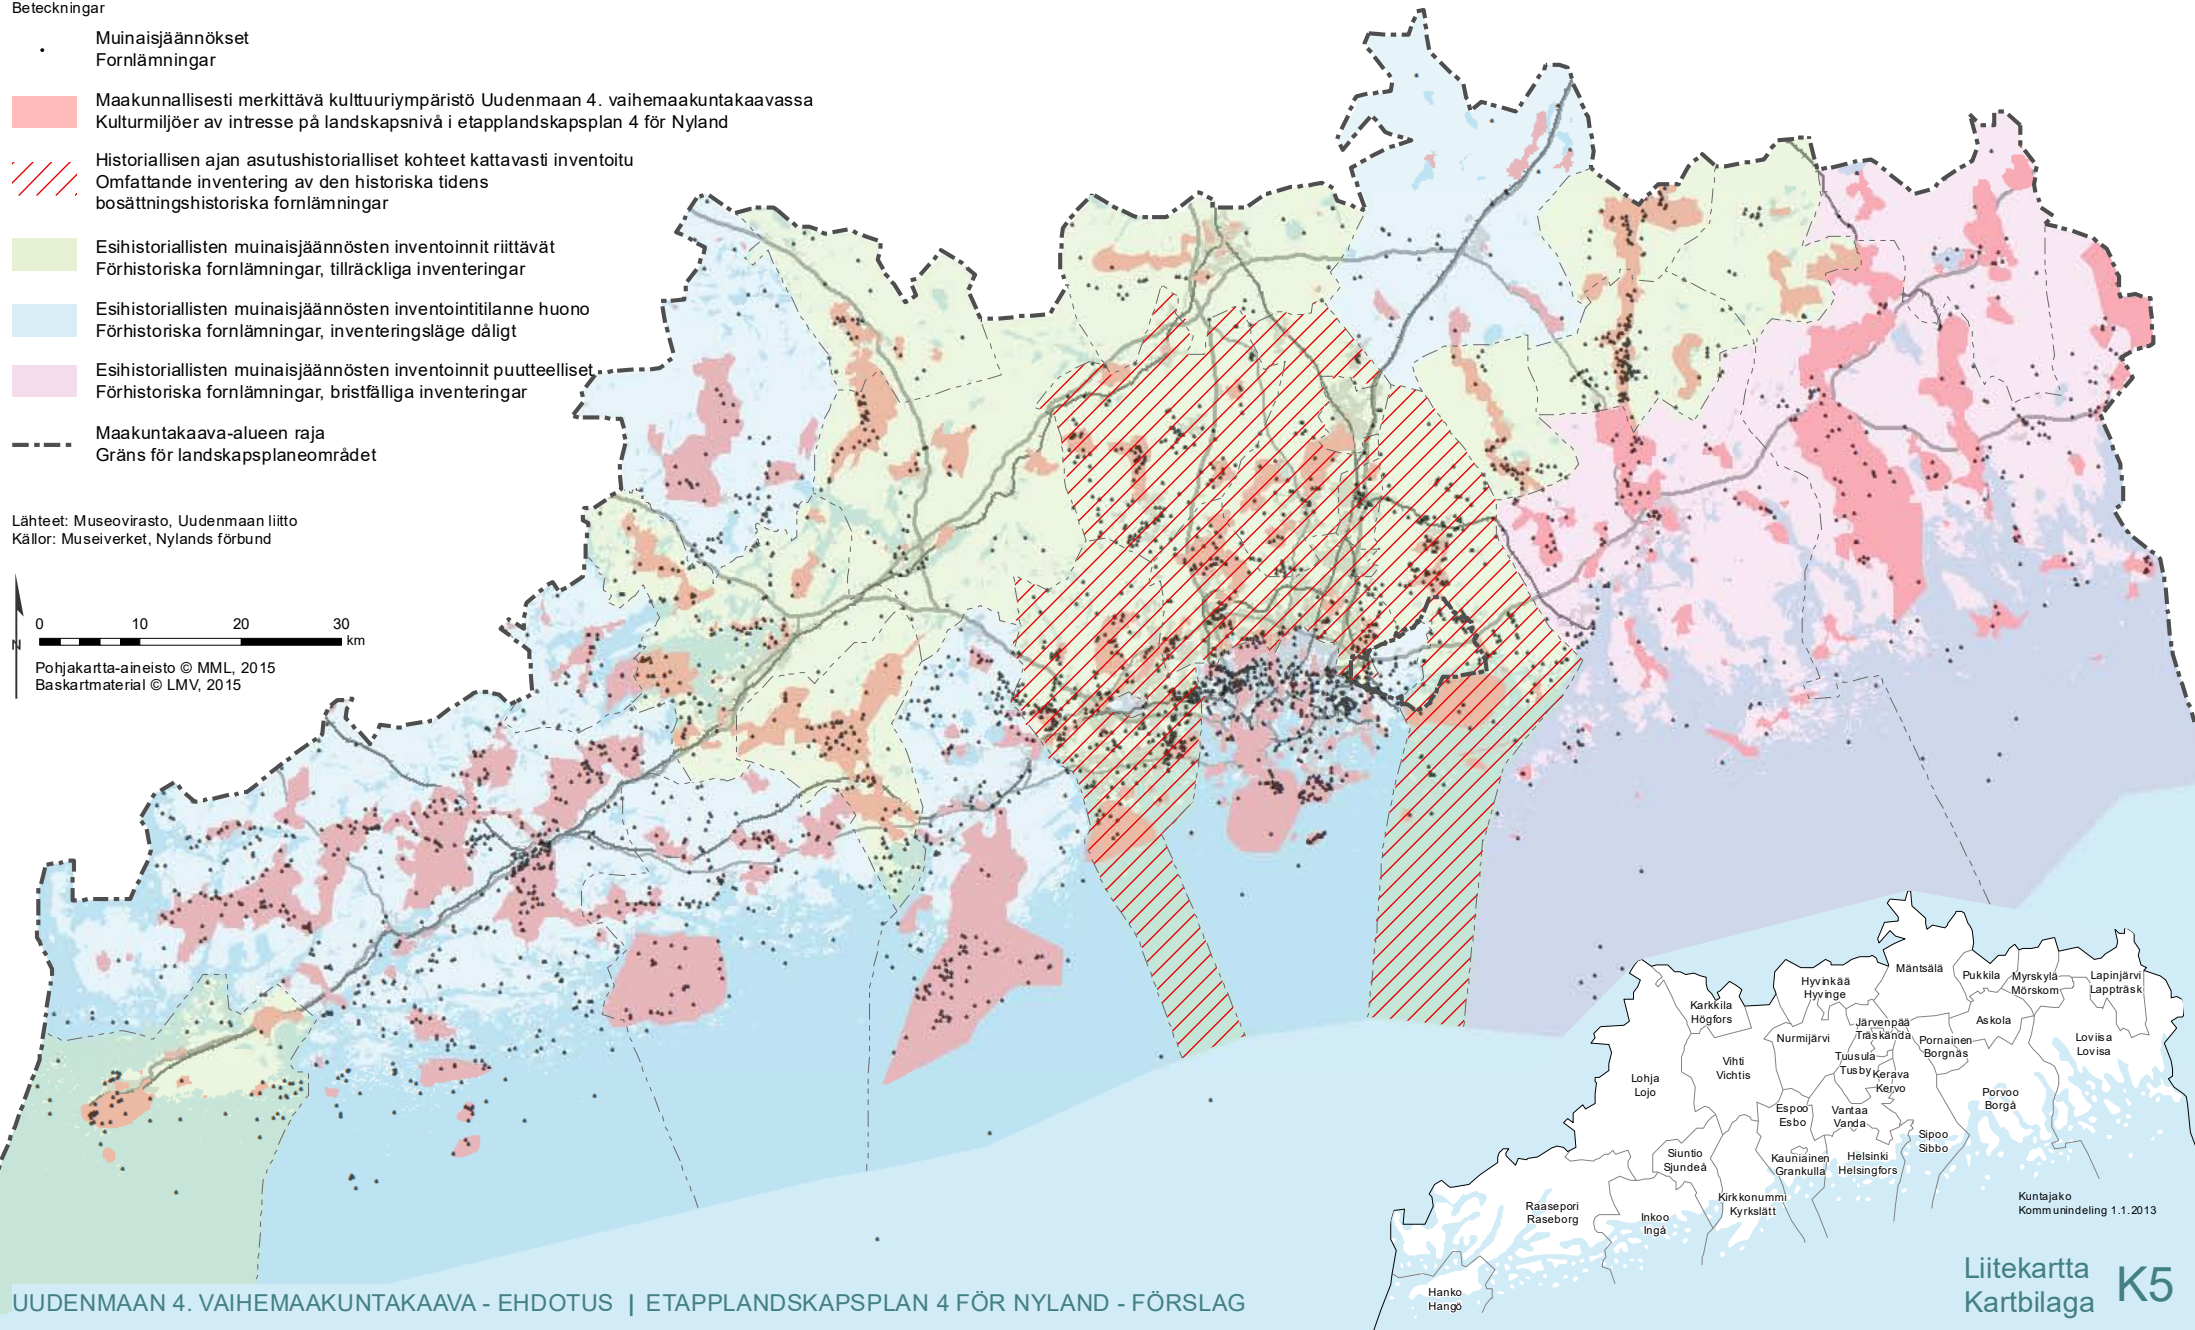 Beteckningar
Muinaisjäännökset
Fornlämningar
Maakunnallisesti merkittävä kulttuuriympäristö Uudenmaan 4. vaihemaakuntakaavassa
Kulturmiljöer av intresse på landskapsnivå i etapplandskapsplan 4 för Nyland
Historiallisen ajan asutushistorialliset kohteet kattavasti inventoitu
Omfattande inventering av den historiska tidens
bosättningshistoriska fornlämningar
Esihistoriallisten muinaisjäännösten inventoinnit riittävät
Förhistoriska fornlämningar, tillräckliga inventeringar
Esihistoriallisten muinaisjäännösten inventointitilanne huono
Förhistoriska fornlämningar, inventeringsläge dåligt
Esihistoriallisten muinaisjäännösten inventoinnit puutteelliset
Förhistoriska fornlämningar, bristfälliga inventeringar
Maakuntakaava-alueen raja
Gräns för landskapsplaneområdet
Lähteet: Museovirasto, Uudenmaan liitto
Källor: Museiverket, Nylands förbund
0 10 20 30
km
N
Pohjakartta-aineisto © MML, 2015
Baskartmaterial © LMV, 2015
Mäntsälä
Pukkila
Myrskylä
Mörskom
Lapinjärvi
Lappträsk
Hyvinkää
Hyvinge
Karkkila
Högfors
Askola
Järvenpää
Träskända
Nurmijärvi
Pornainen
Borgnäs
Loviisa
Lovisa
Tuusula
Tusby
Kerava
Kervo
Vihti
Vichtis
Lohja
Lojo
Porvoo
Borgå
Espoo
Esbo
Vantaa
Vanda
Sipoo
Sibbo
Siuntio
Sjundeå
Kauniainen
Grankulla
Helsinki
Helsingfors
Kirkkonummi
Kyrkslätt
Raasepori
Raseborg
Inkoo
Ingå
Hanko
Hangö
Kuntajako
Kommunindeling 1.1.2013
Liitekartta
Kartbilaga
K5
UUDENMAAN 4. VAIHEMAAKUNTAKAAVA - EHDOTUS | ETAPPLANDSKAPSPLAN 4 FÖR NYLAND - FÖRSLAG